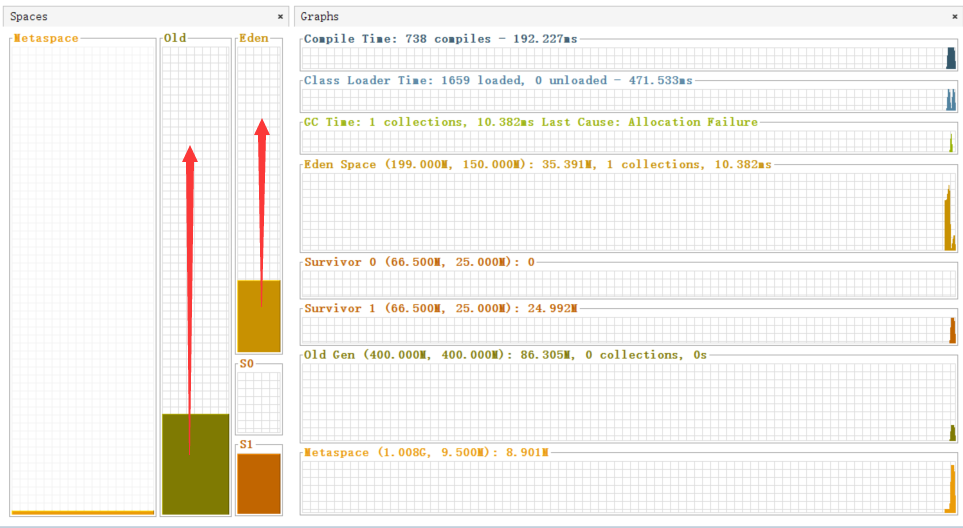 Spaces
×
Metaspace
Old
Eden
S0
S1
Graphs
×
Compile Time: 738 compiles - 192.227ms
Class Loader Time: 1659 loaded, 0 unloaded - 471.533ms
GC Time: 1 collections, 10.382ms Last Cause: Allocation Failure
Eden Space (199.000M, 150.000M): 35.391M, 1 collections, 10.382ms
Survivor 0 (66.500M, 25.000M): 0
Survivor 1 (66.500M, 25.000M): 24.992M
Old Gen (400.000M, 400.000M): 86.305M, 0 collections, 0s
Metaspace (1.008G, 9.500M): 8.901M